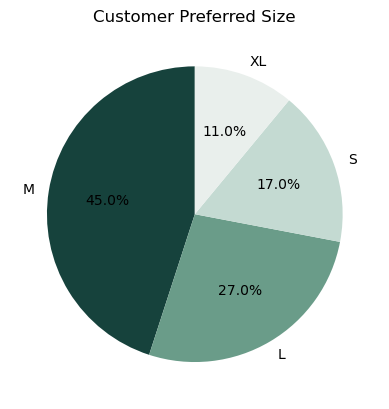 Customer Preferred Size
XL
11.0%
S
17.0%
M
45.0%
27.0%
L